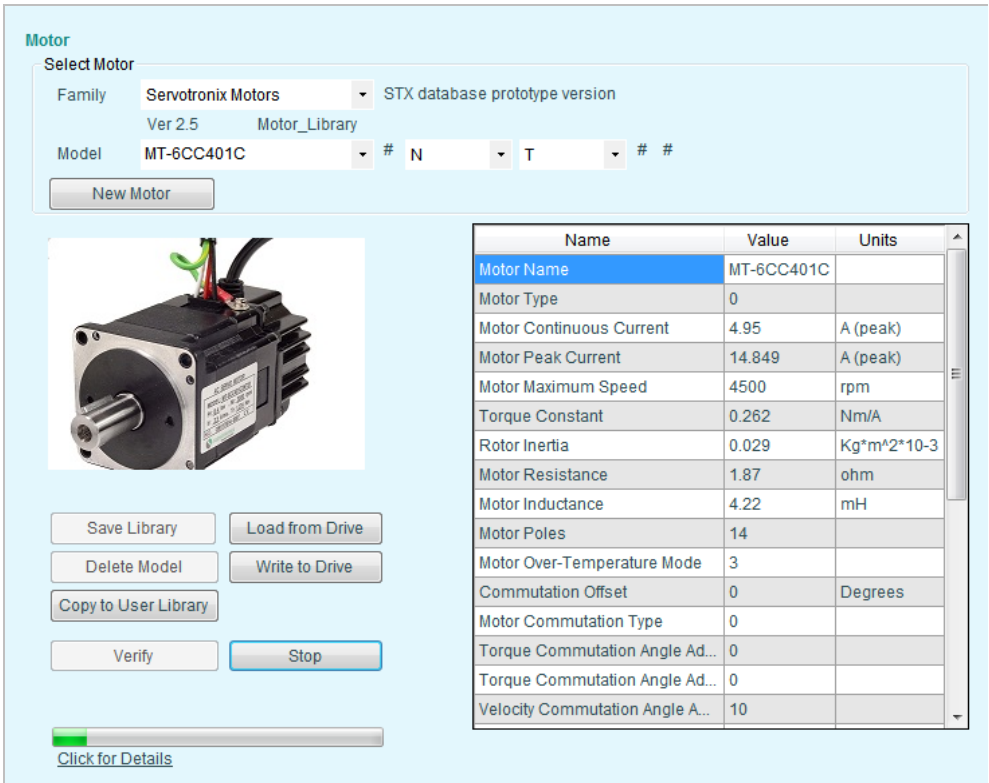 Motor
Select Motor
Family Servotronix Motors STX database prototype version
Ver 2.5 Motor_Library
Model MT-6CC401C # N T # #
New Motor
Name Value Units
Motor Name MT-6CC401C
Motor Type 0
Motor Continuous Current 4.95 A (peak)
Motor Peak Current 14.849 A (peak)
Motor Maximum Speed 4500 rpm
Torque Constant 0.262 Nm/A
Rotor Inertia 0.029 Kg*m^2*10-3
Motor Resistance 1.87 ohm
Motor Inductance 4.22 mH
Motor Poles 14
Motor Over-Temperature Mode 3
Commutation Offset 0 Degrees
Motor Commutation Type 0
Torque Commutation Angle Ad... 0
Torque Commutation Angle Ad... 0
Velocity Commutation Angle A... 10
AC SERVO MOTOR
Save Library Load from Drive
Delete Model Write to Drive
Copy to User Library
Verify Stop
Click for Details